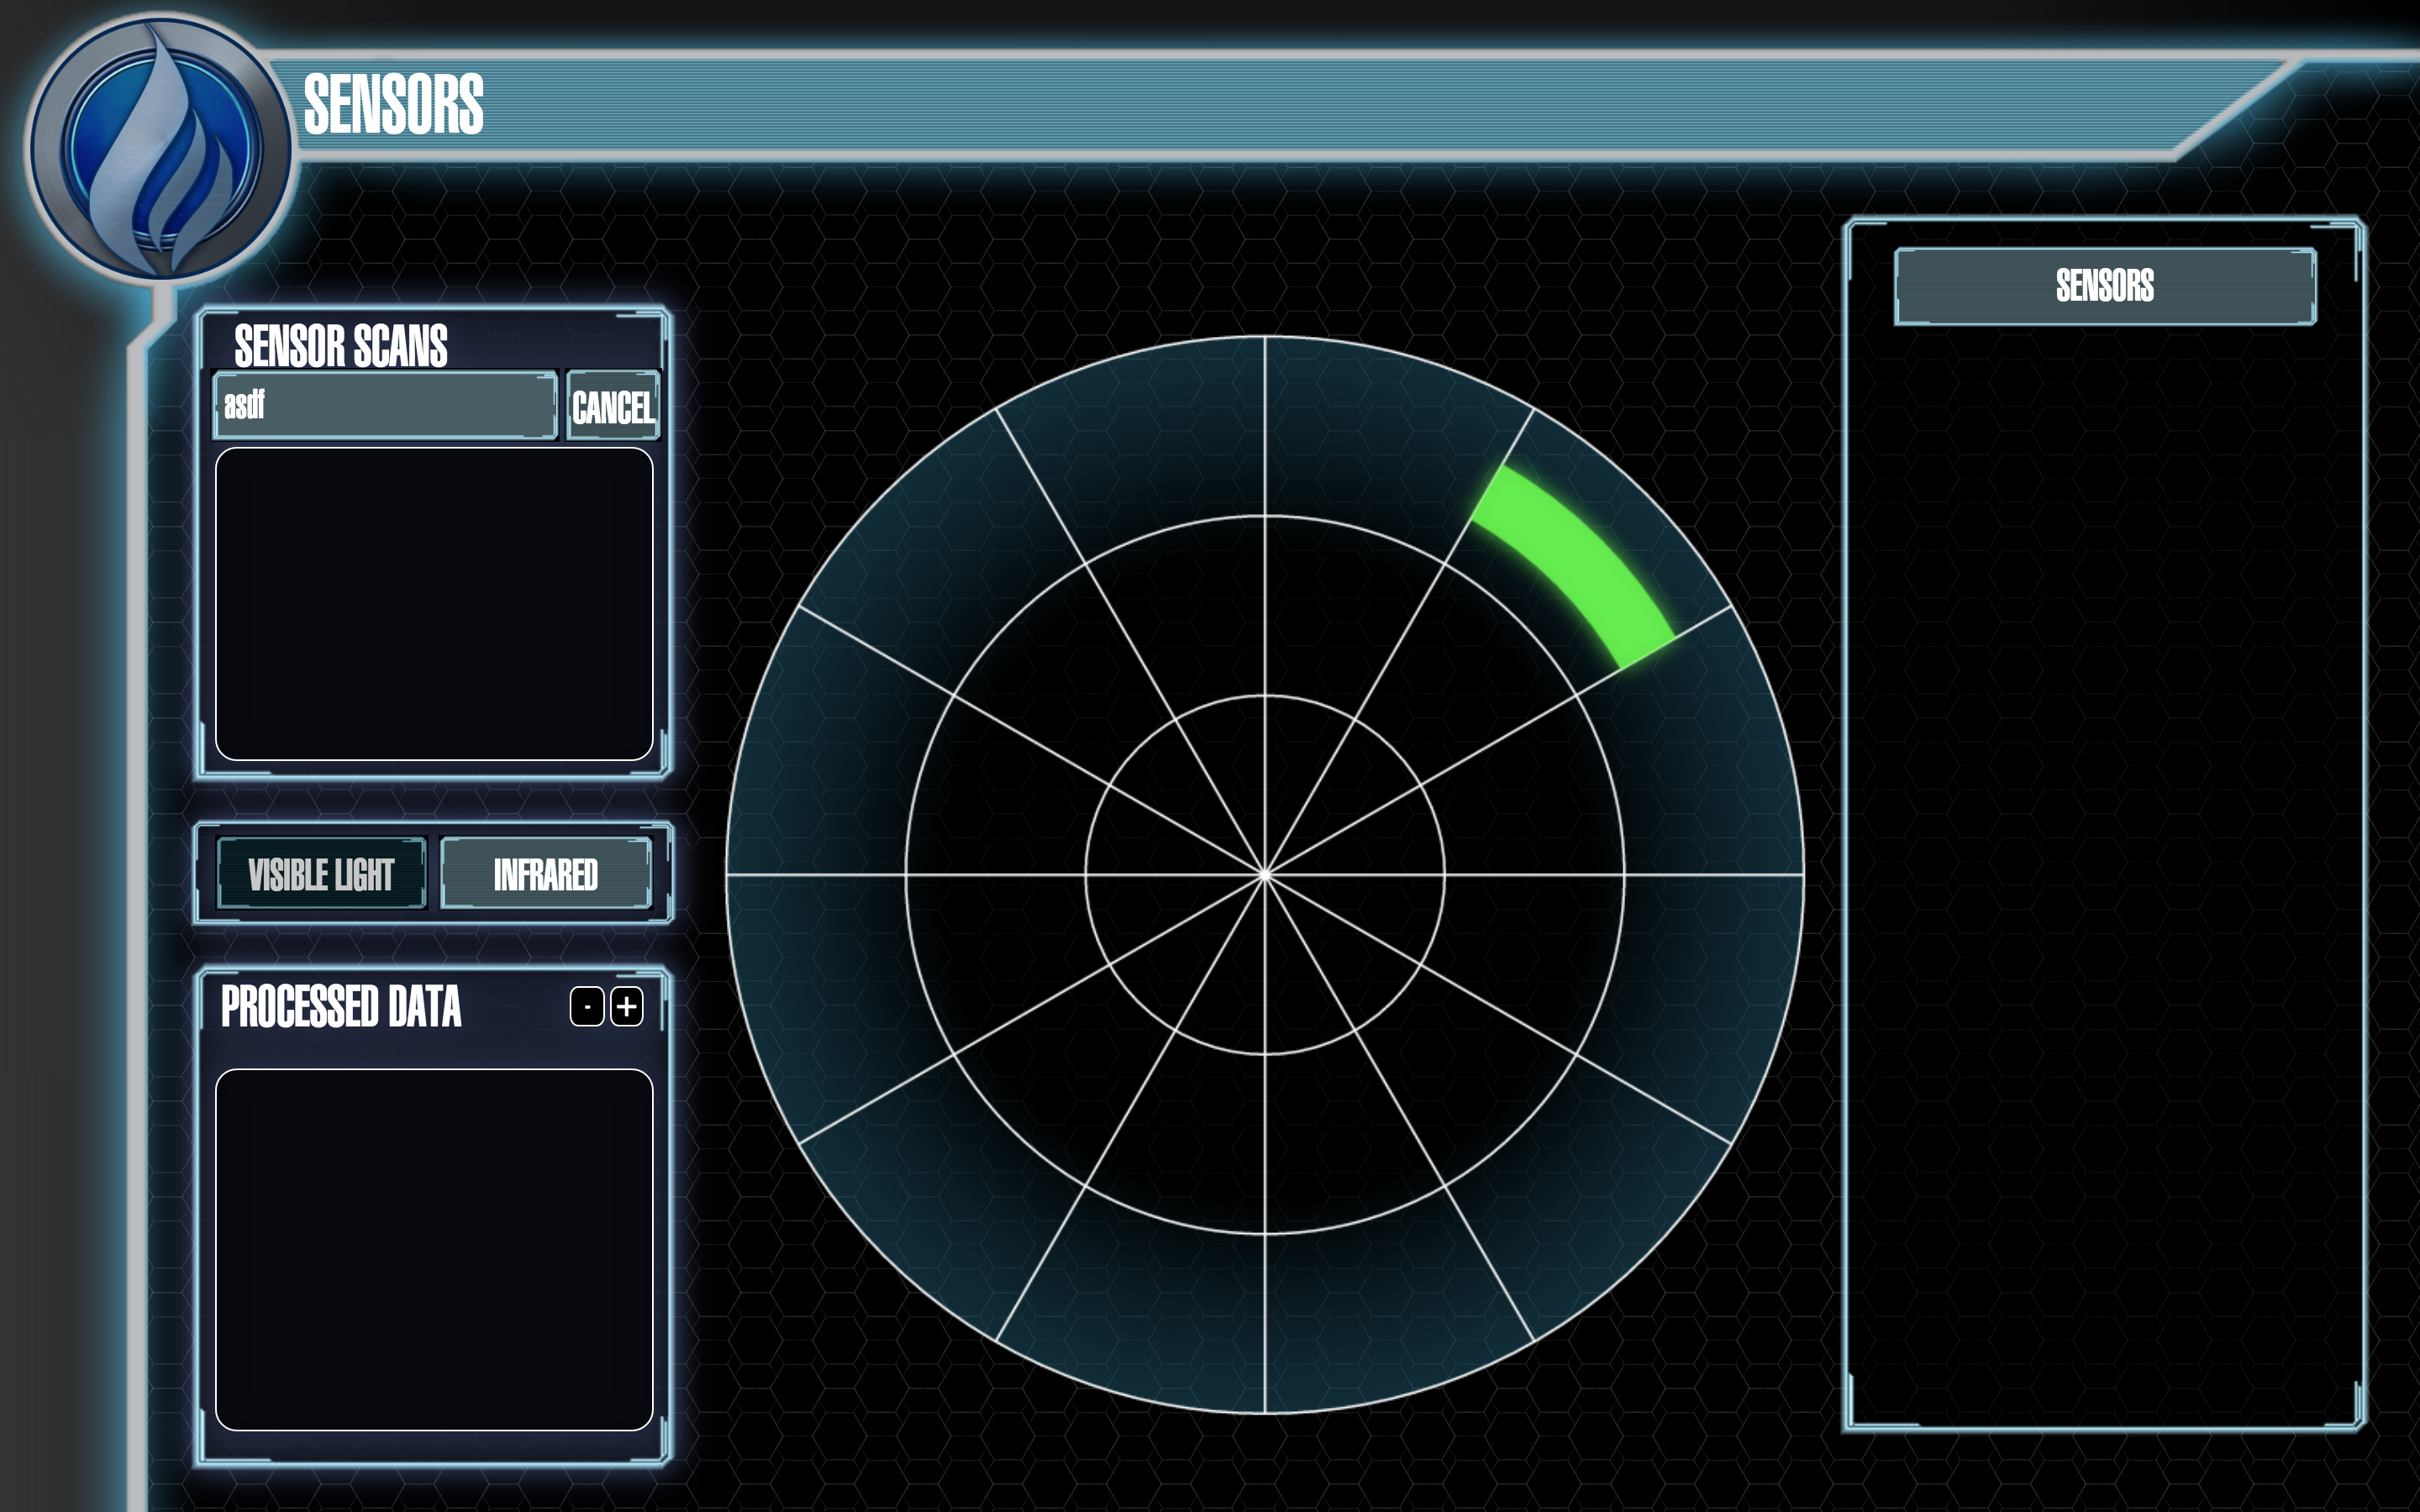 SENSORS
SENSOR SCANS
asdf
CANCEL
VISIBLE LIGHT
INFRARED
PROCESSED DATA
- +
SENSORS